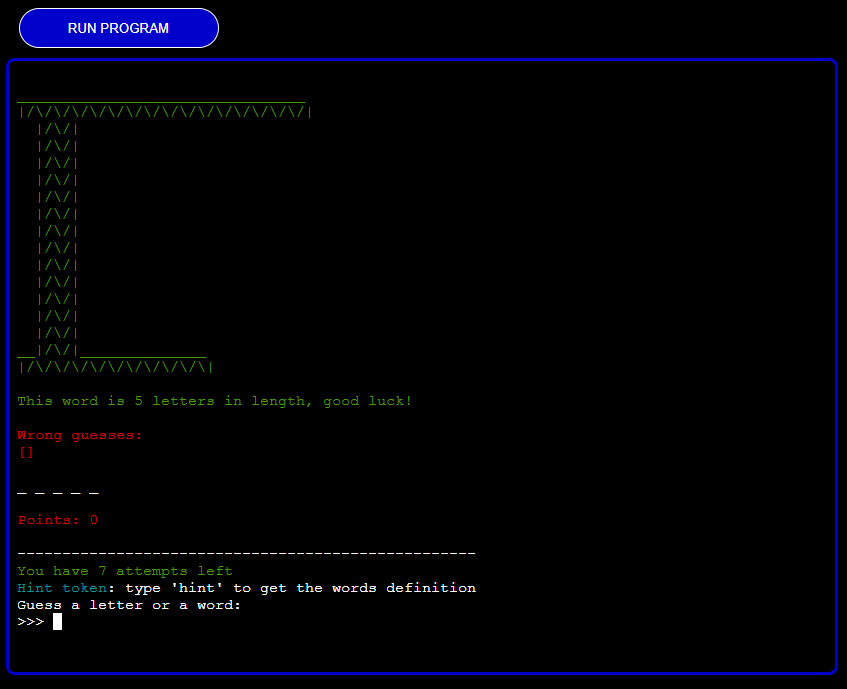 RUN PROGRAM
________________________________
|/\/\/\/\/\/\/\/\/\/\/\/\/\/\/\/|
  |/\/|
  |/\/|
  |/\/|
  |/\/|
  |/\/|
  |/\/|
  |/\/|
  |/\/|
  |/\/|
  |/\/|
  |/\/|
  |/\/|
  |/\/|
__|/\/|______________
|/\/\/\/\/\/\/\/\/\/\|
This word is 5 letters in length, good luck!
Wrong guesses:
[]
_ _ _ _ _
Points: 0
---------------------------------------------------
You have 7 attempts left
Hint token: type 'hint' to get the words definition
Guess a letter or a word:
>>>